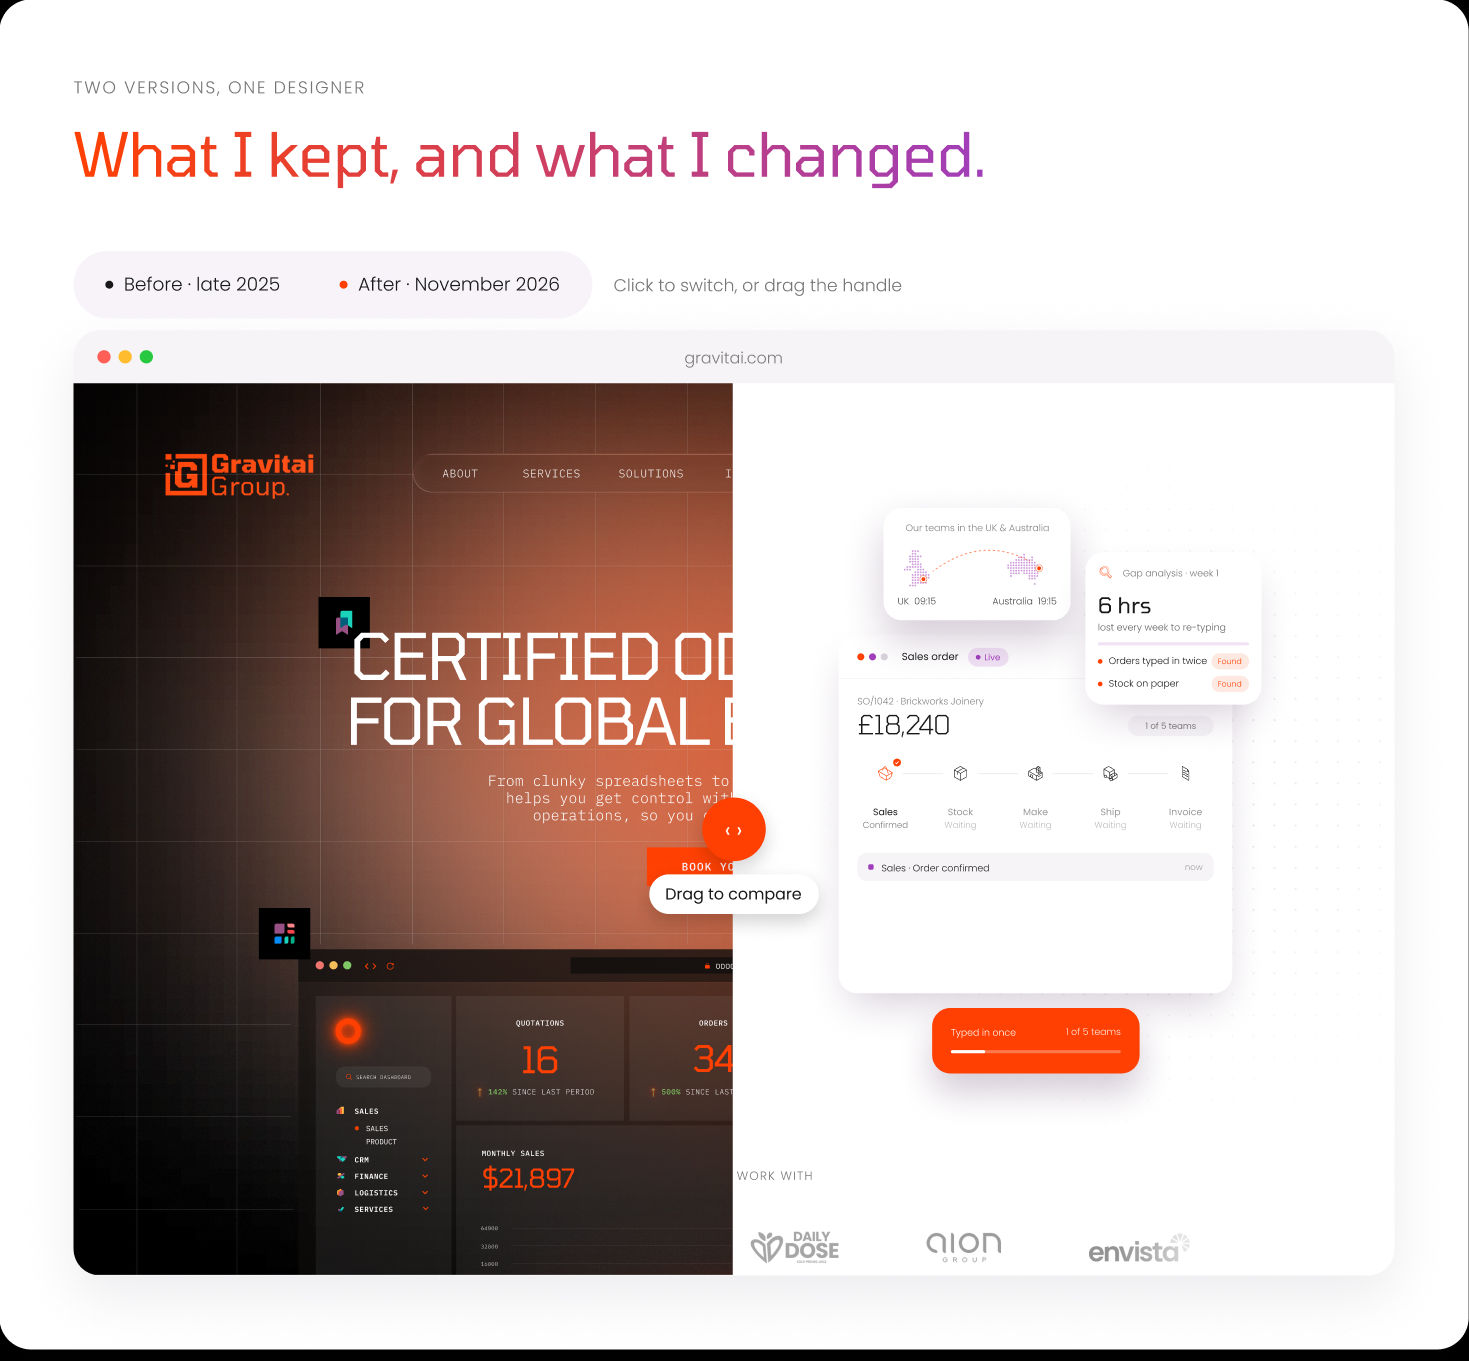 TWO VERSIONS, ONE DESIGNER
What I kept, and what I changed.
Before · late 2025
After · November 2026
Click to switch, or drag the handle
gravitai.com
Gravitai
Group.
ABOUT
SERVICES
SOLUTIONS
CERTIFIED OD
FOR GLOBAL
From clunky spreadsheets to
helps you get control with
operations, so you
BOOK YO
Drag to compare
QUOTATIONS
16
142% SINCE LAST PERIOD
ORDERS
34
500% SINCE LAST
SEARCH DASHBOARD
SALES
SALES
PRODUCT
CRM
FINANCE
LOGISTICS
SERVICES
MONTHLY SALES
$21,897
64000
32000
16000
Our teams in the UK & Australia
UK 09:15
Australia 19:15
Gap analysis · week 1
6 hrs
lost every week to re-typing
Orders typed in twice Found
Stock on paper Found
Sales order
Live
SO/1042 · Brickworks Joinery
£18,240
1 of 5 teams
Sales
Confirmed
Stock
Waiting
Make
Waiting
Ship
Waiting
Invoice
Waiting
Sales · Order confirmed
now
Typed in once
1 of 5 teams
WORK WITH
DAILY
DOSE
aion
GROUP
envista